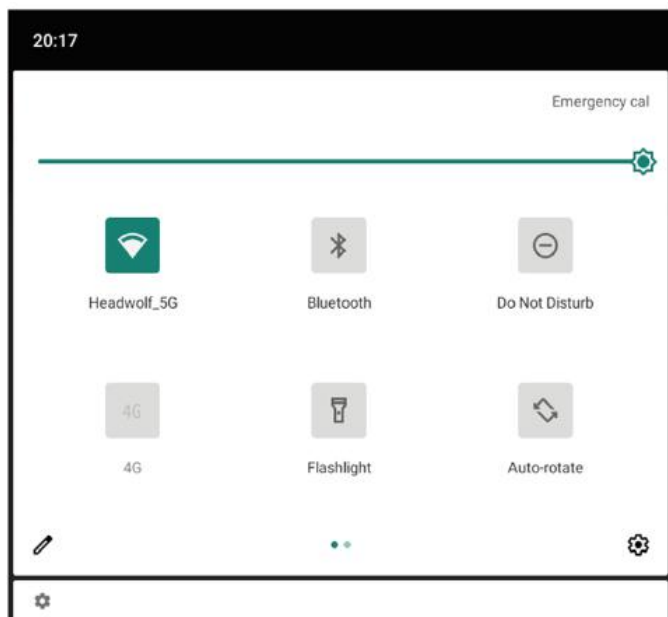 20:17
Emergency cal
Headwolf_5G
Bluetooth
Do Not Disturb
4G
4G
Flashlight
Auto-rotate